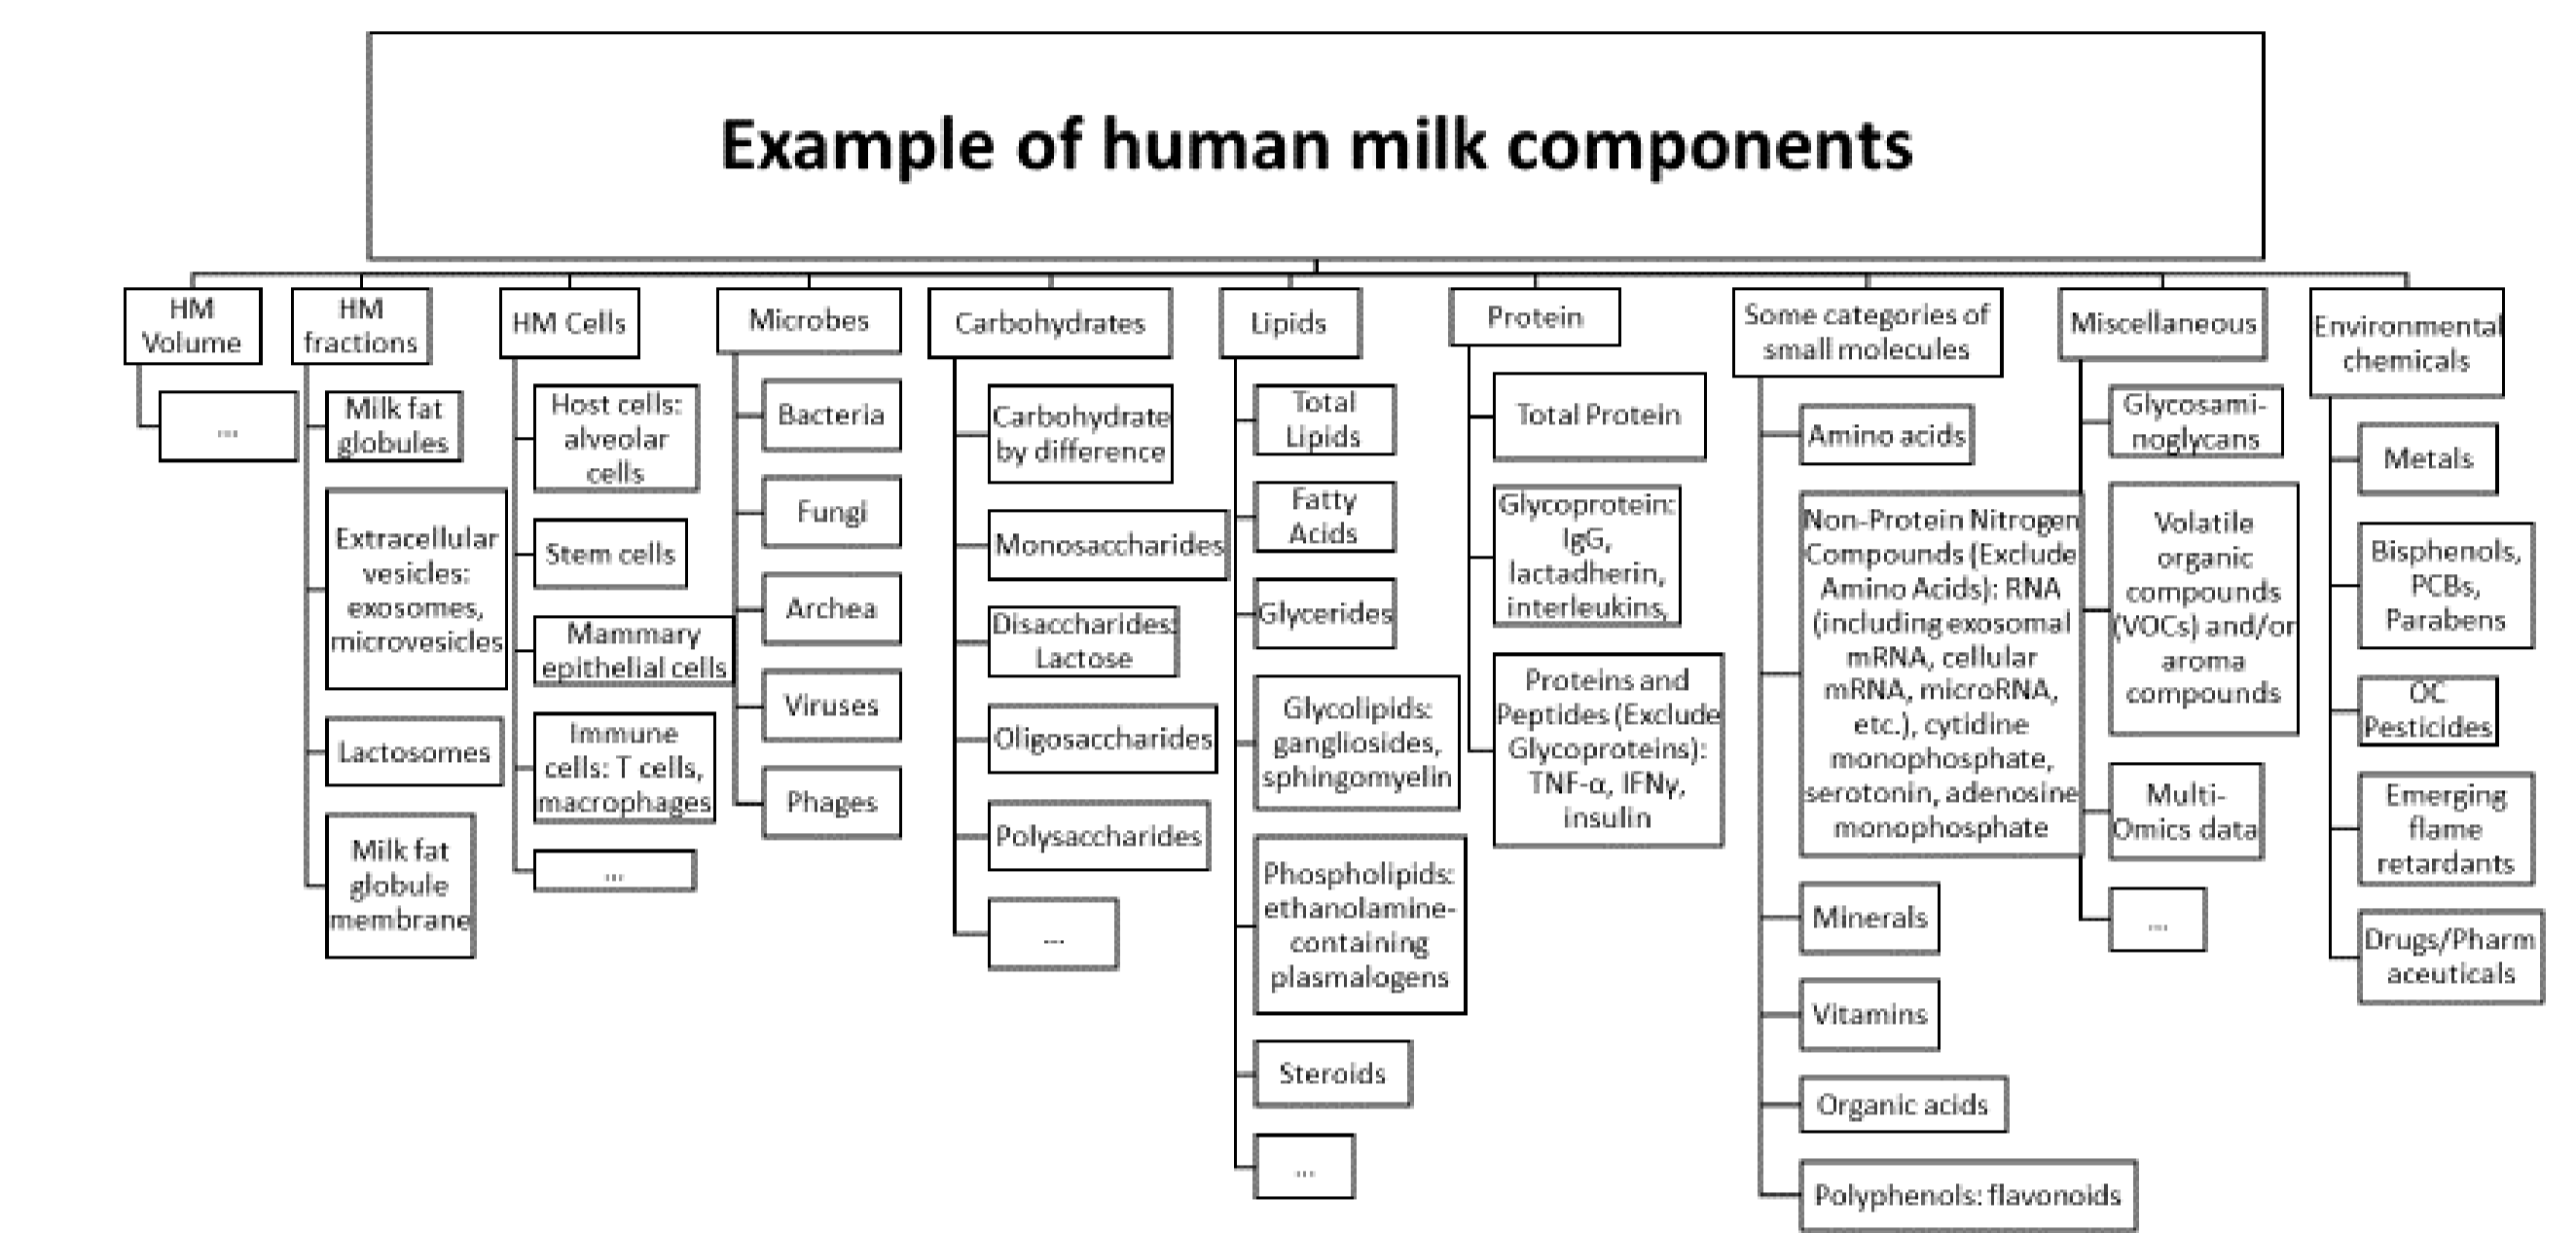 Example of human milk components
HM
Volume
...
HM
fractions
Milk fat
globules
Extracellular
vesicles:
exosomes,
microvesicles
Lactosomes
Milk fat
globule
membrane
HM Cells
Host cells:
alveolar
cells
Stem cells
Mammary
epithelial cells
Immune
cells: T cells,
macrophages
...
Microbes
Bacteria
Fungi
Archea
Viruses
Phages
Carbohydrates
Carbohydrate
by difference
Monosaccharides
Disaccharides:
Lactose
Oligosaccharides
Polysaccharides
...
Lipids
Total
Lipids
Fatty
Acids
Glycerides
Glycolipids:
gangliosides,
sphingomyelin
Phospholipids:
ethanolamine-
containing
plasmalogens
Steroids
...
Protein
Total Protein
Glycoprotein:
IgG,
lactadherin,
interleukins,
Proteins and
Peptides (Exclude
Glycoproteins):
TNF-α, IFNγ,
insulin
Some categories of
small molecules
Amino acids
Non-Protein Nitrogen
Compounds (Exclude
Amino Acids): RNA
(including exosomal
mRNA, cellular
mRNA, microRNA,
etc.), cytidine
monophosphate,
serotonin, adenosine
monophosphate
Minerals
Vitamins
Organic acids
Polyphenols: flavonoids
Miscellaneous
Glycosami-
noglycans
Volatile
organic
compounds
(VOCs) and/or
aroma
compounds
Multi-
Omics data
...
Environmental
chemicals
Metals
Bisphenols,
PCBs,
Parabens
OC
Pesticides
Emerging
flame
retardants
Drugs/Pharm
aceuticals